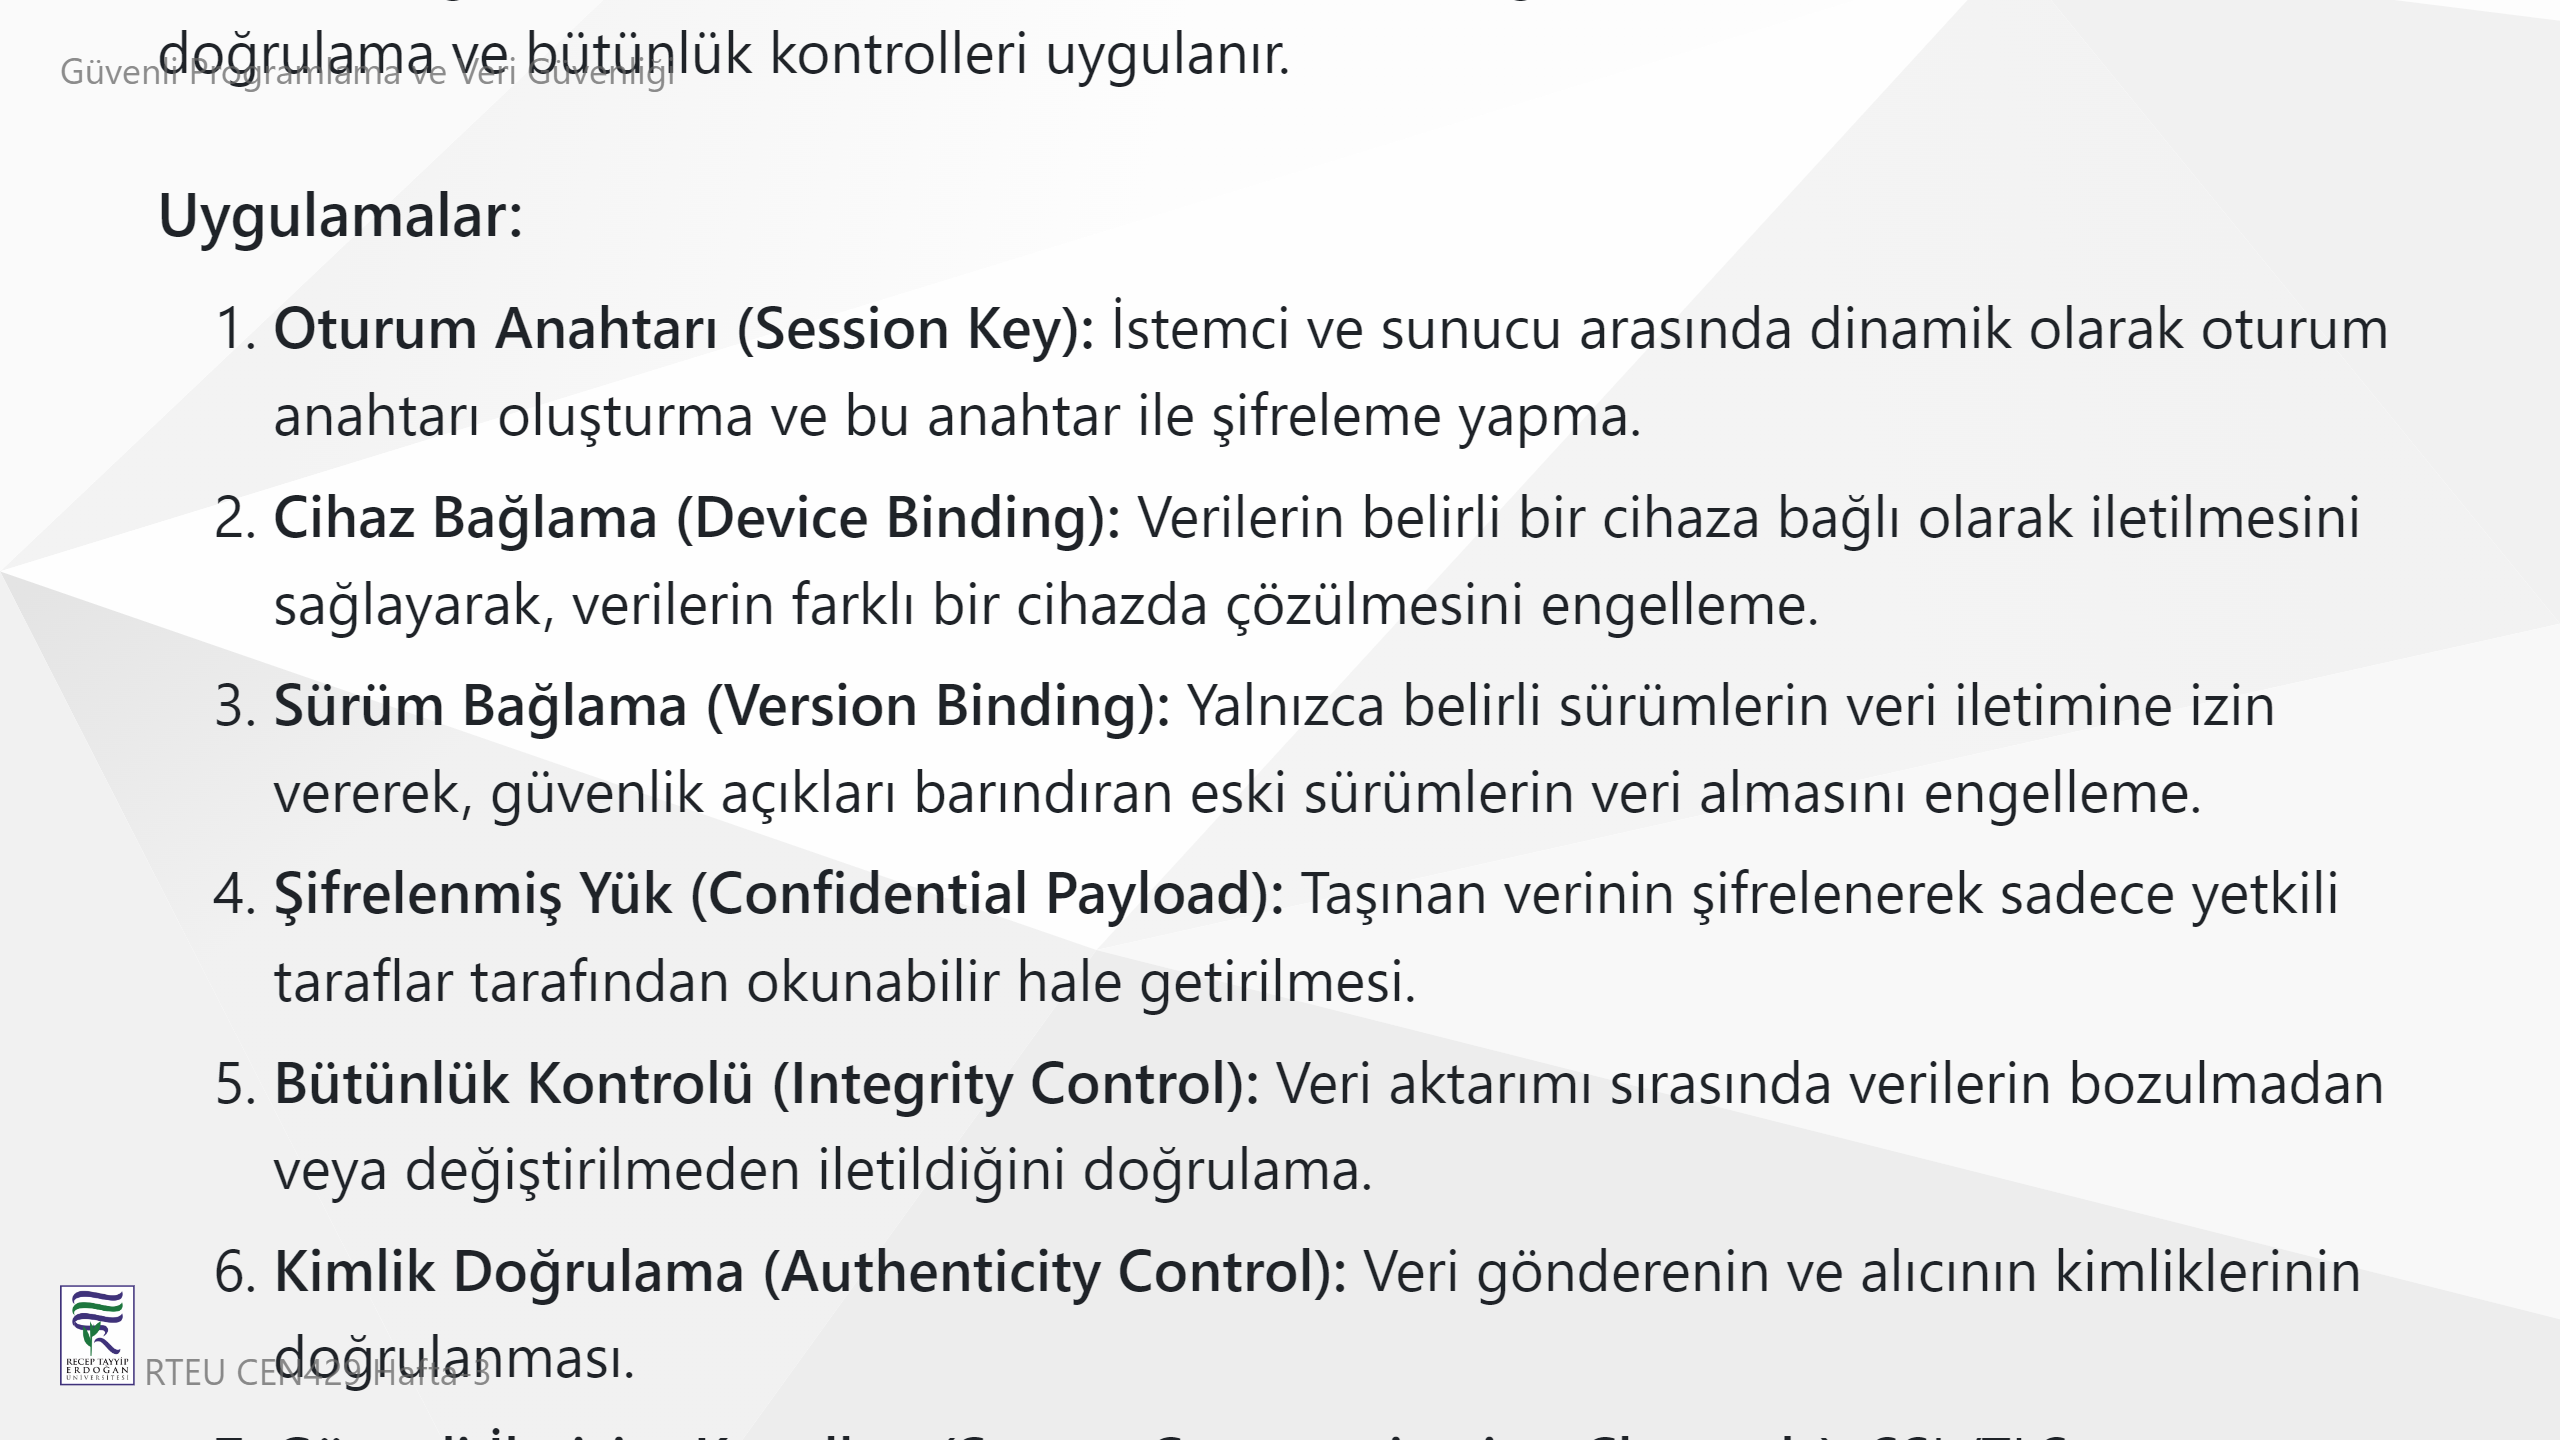 doğrulama ve bütünlük kontrolleri uygulanır.
Güvenli Programlama ve Veri Güvenliği
Uygulamalar:
1. Oturum Anahtarı (Session Key): İstemci ve sunucu arasında dinamik olarak oturum
anahtarı oluşturma ve bu anahtar ile şifreleme yapma.
2. Cihaz Bağlama (Device Binding): Verilerin belirli bir cihaza bağlı olarak iletilmesini
sağlayarak, verilerin farklı bir cihazda çözülmesini engelleme.
3. Sürüm Bağlama (Version Binding): Yalnızca belirli sürümlerin veri iletimine izin
vererek, güvenlik açıkları barındıran eski sürümlerin veri almasını engelleme.
4. Şifrelenmiş Yük (Confidential Payload): Taşınan verinin şifrelenerek sadece yetkili
taraflar tarafından okunabilir hale getirilmesi.
5. Bütünlük Kontrolü (Integrity Control): Veri aktarımı sırasında verilerin bozulmadan
veya değiştirilmeden iletildiğini doğrulama.
6. Kimlik Doğrulama (Authenticity Control): Veri gönderenin ve alıcının kimliklerinin
doğrulanması.
RECEP TAYYİP
ERDOĞAN
ÜNİVERSİTESİ
RTEU CEN429 Hafta-3